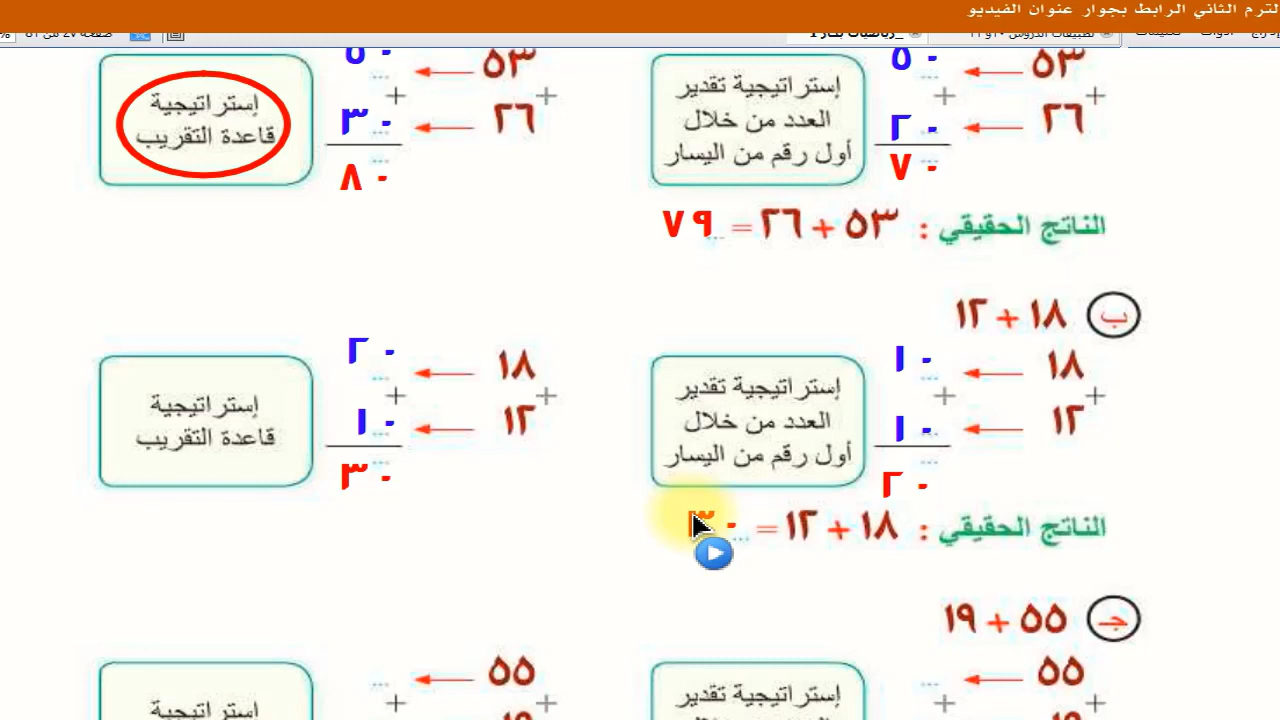 لترم الثاني الرابط بجوار عنوان الفيديو
٥٣ ٥٠ إستراتيجية تقدير
+ + العدد من خلال
٢٦ ٢٠ أول رقم من اليسار
٧٠
٥٣ ٥٠ إستراتيجية
+ + قاعدة التقريب
٢٦ ٣٠
٨٠
الناتج الحقيقي : ٥٣ + ٢٦ = ٧٩
ب ١٨ + ١٢
١٨ ١٠ إستراتيجية تقدير
+ + العدد من خلال
١٢ ١٠ أول رقم من اليسار
٢٠
١٨ ٢٠ إستراتيجية
+ + قاعدة التقريب
١٢ ١٠
٣٠
الناتج الحقيقي : ١٨ + ١٢ = ٣٠
جـ ٥٥ + ١٩
٥٥ ... إستراتيجية تقدير
+ +
١٩
٥٥ ... إستراتيجية
+ +
١٩